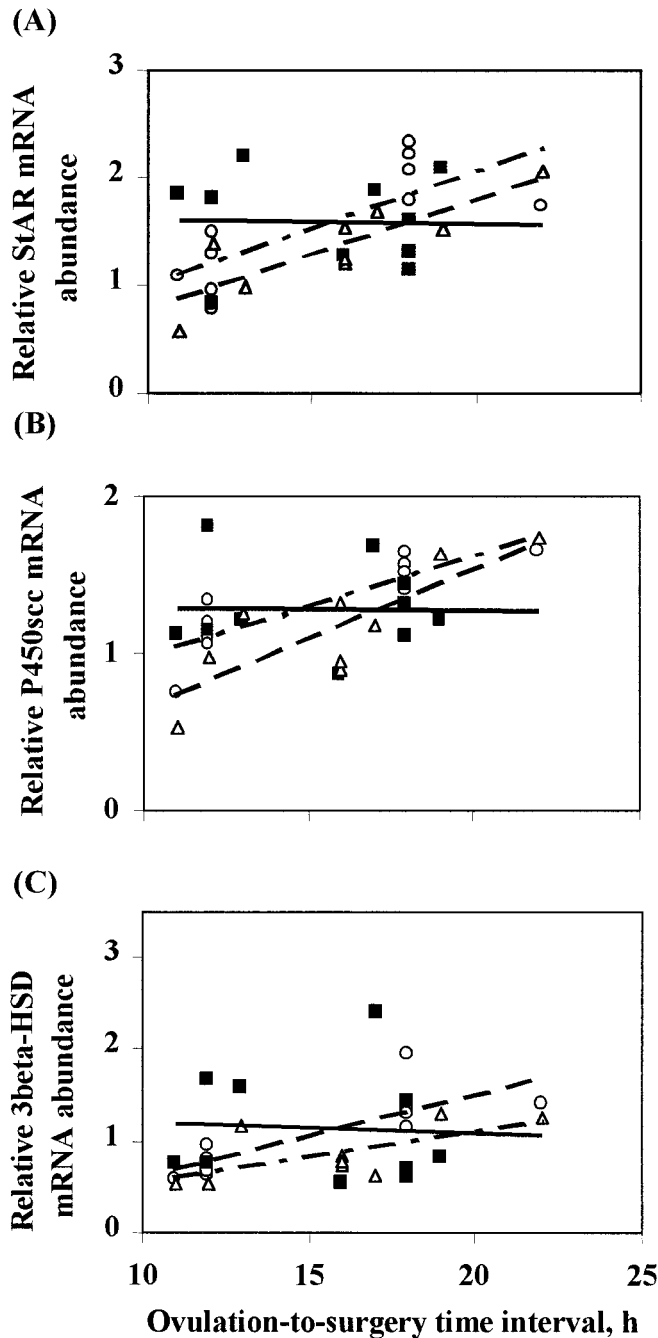 (A)
Relative StAR mRNA
abundance
3
2
1
0
(B)
Relative P450scc mRNA
abundance
2
1
0
(C)
Relative 3beta-HSD
mRNA abundance
3
2
1
0
10 15 20 25
Ovulation-to-surgery time interval, h